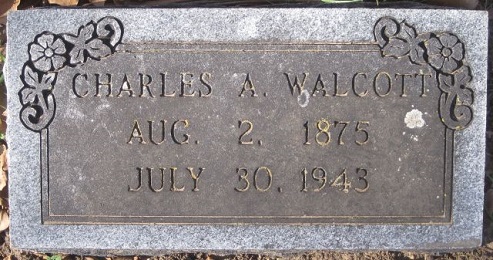 CHARLES A. WALCOTT
AUG. 2. 1875
JULY 30. 1943